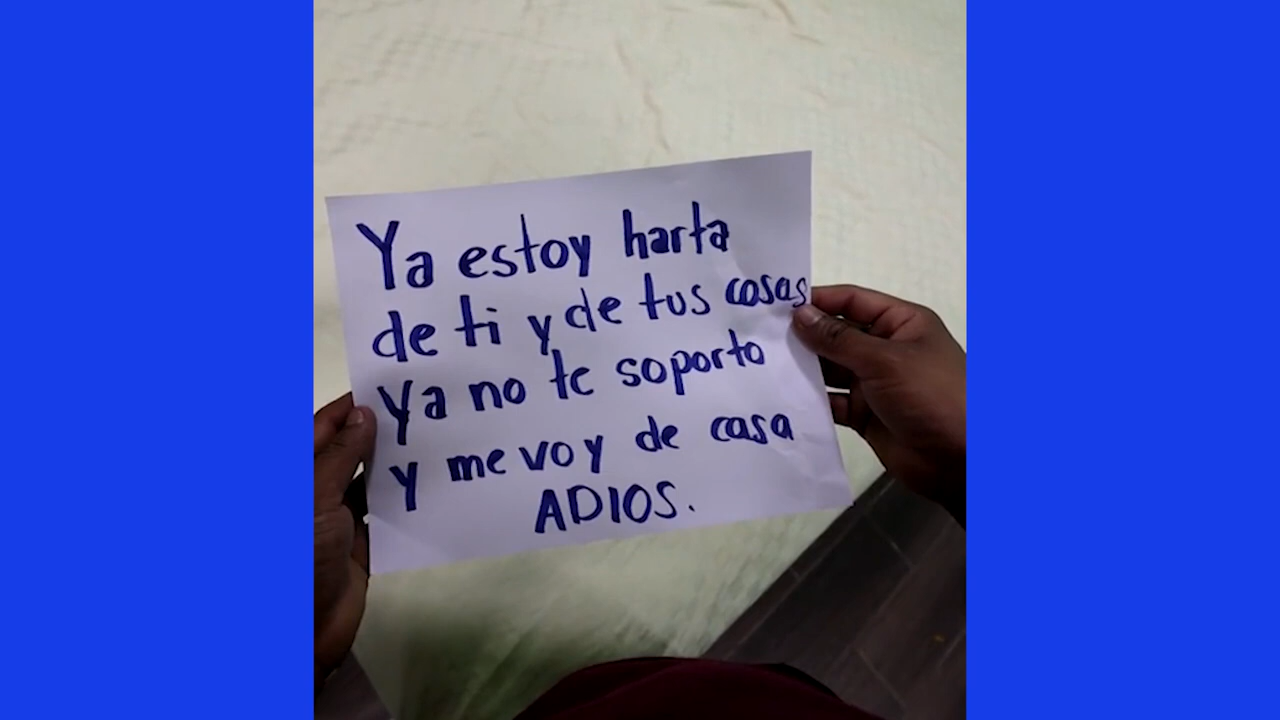 Ya estoy harta
de ti y de tus cosas
Ya no te soporto
y me voy de casa
ADIOS.